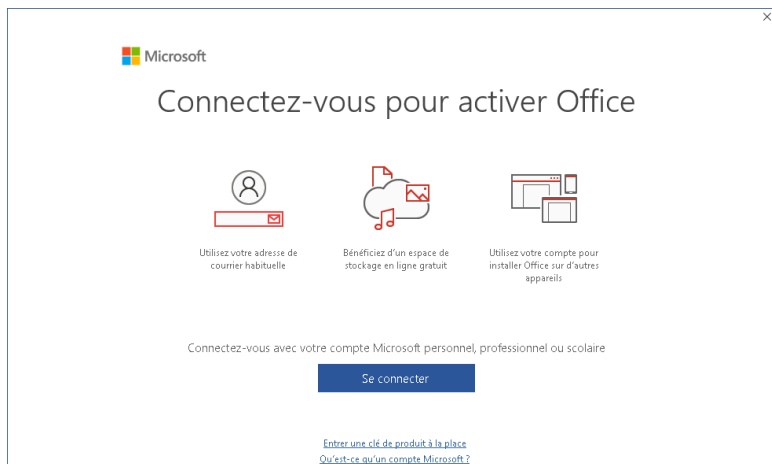 Microsoft
Connectez-vous pour activer Office
Utilisez votre adresse de
courrier habituelle
Bénéficiez d'un espace de
stockage en ligne gratuit
Utilisez votre compte pour
installer Office sur d'autres
appareils
Connectez-vous avec votre compte Microsoft personnel, professionnel ou scolaire
Se connecter
Entrer une clé de produit à la place
Qu'est-ce qu'un compte Microsoft ?